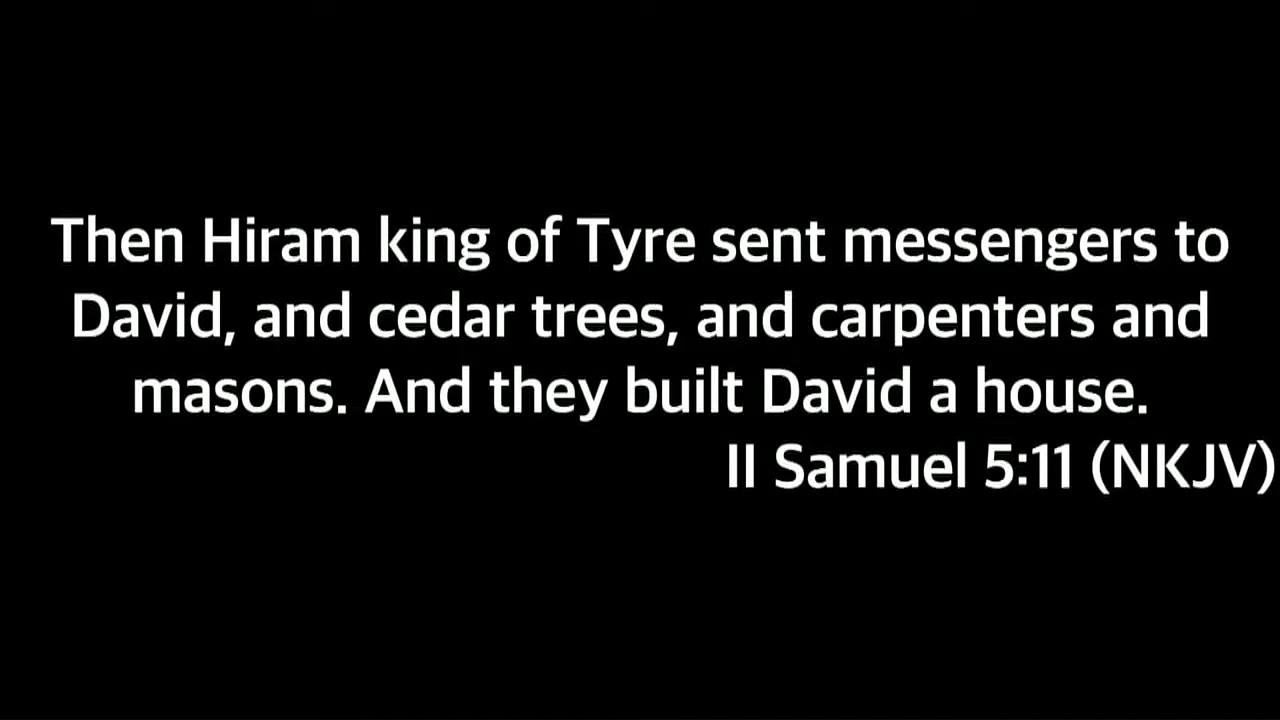 Then Hiram king of Tyre sent messengers to
David, and cedar trees, and carpenters and
masons. And they built David a house.
II Samuel 5:11 (NKJV)